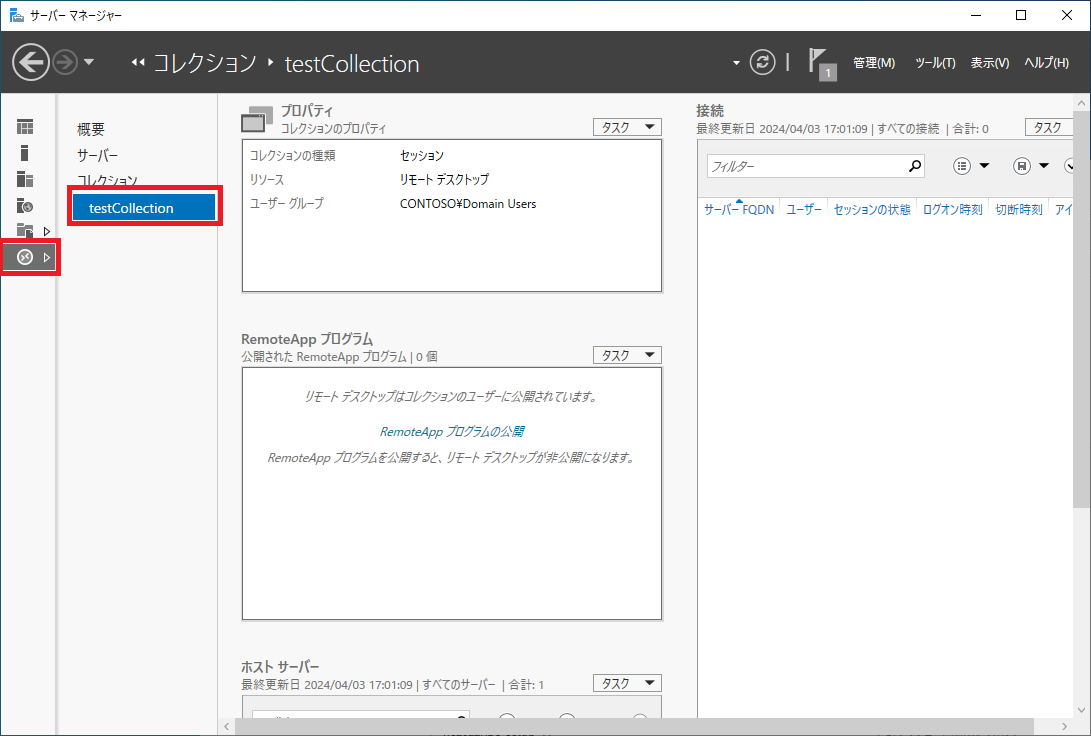 サーバー マネージャー
コレクション testCollection
1
管理(M) ツール(T) 表示(V) ヘルプ(H)
概要
サーバー
コレクション
testCollection
プロパティ
コレクションのプロパティ
タスク
コレクションの種類 セッション
リソース リモート デスクトップ
ユーザー グループ CONTOSO¥Domain Users
RemoteApp プログラム
公開された RemoteApp プログラム | 0 個
タスク
リモート デスクトップはコレクションのユーザーに公開されています。
RemoteApp プログラムの公開
RemoteApp プログラムを公開すると、リモート デスクトップが非公開になります。
ホスト サーバー
最終更新日 2024/04/03 17:01:09 | すべてのサーバー | 合計: 1
タスク
接続
最終更新日 2024/04/03 17:01:09 | すべての接続 | 合計: 0
タスク
フィルター
サーバー FQDN ユーザー セッションの状態 ログオン時刻 切断時刻 アイ